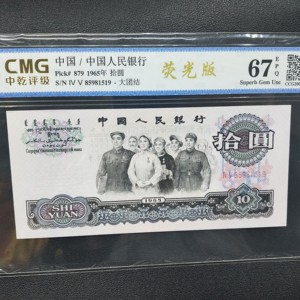 CMG
中乾评级
中国 / 中国人民银行
Pick# 879 1965年 拾圆
S/N IV V 85981519 - 大团结
荧光版
67 EPQ
Superb Gem Unc
中国人民银行
拾圓
1965
SHI YUAN
10